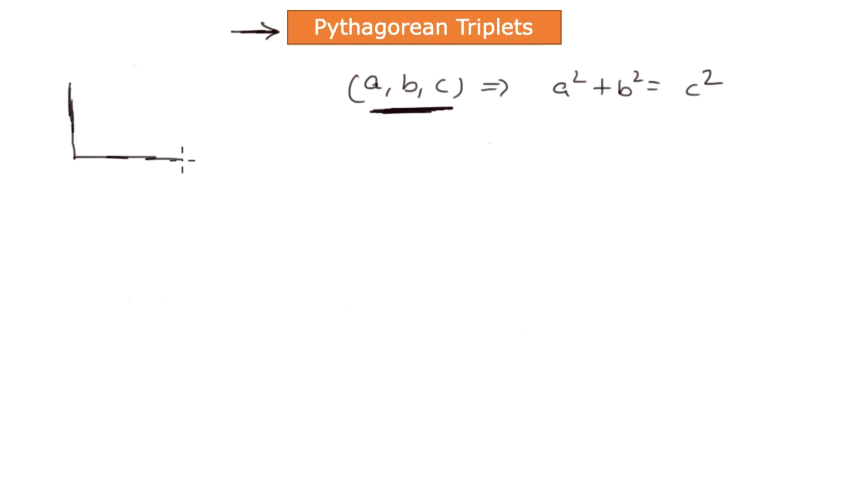 Pythagorean Triplets
(a, b, c) ⇒ a² + b² = c²